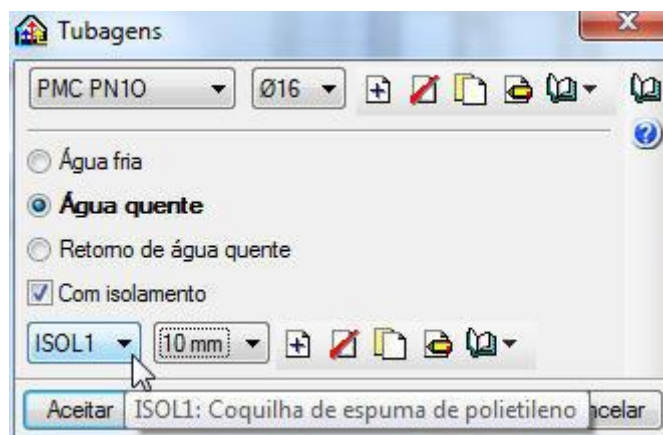 Tubagens
PMC PN10 Ø16
Água fria
Água quente
Retorno de água quente
Com isolamento
ISOL1 10 mm
Aceitar ISOL1: Coquilha de espuma de polietileno ncelar